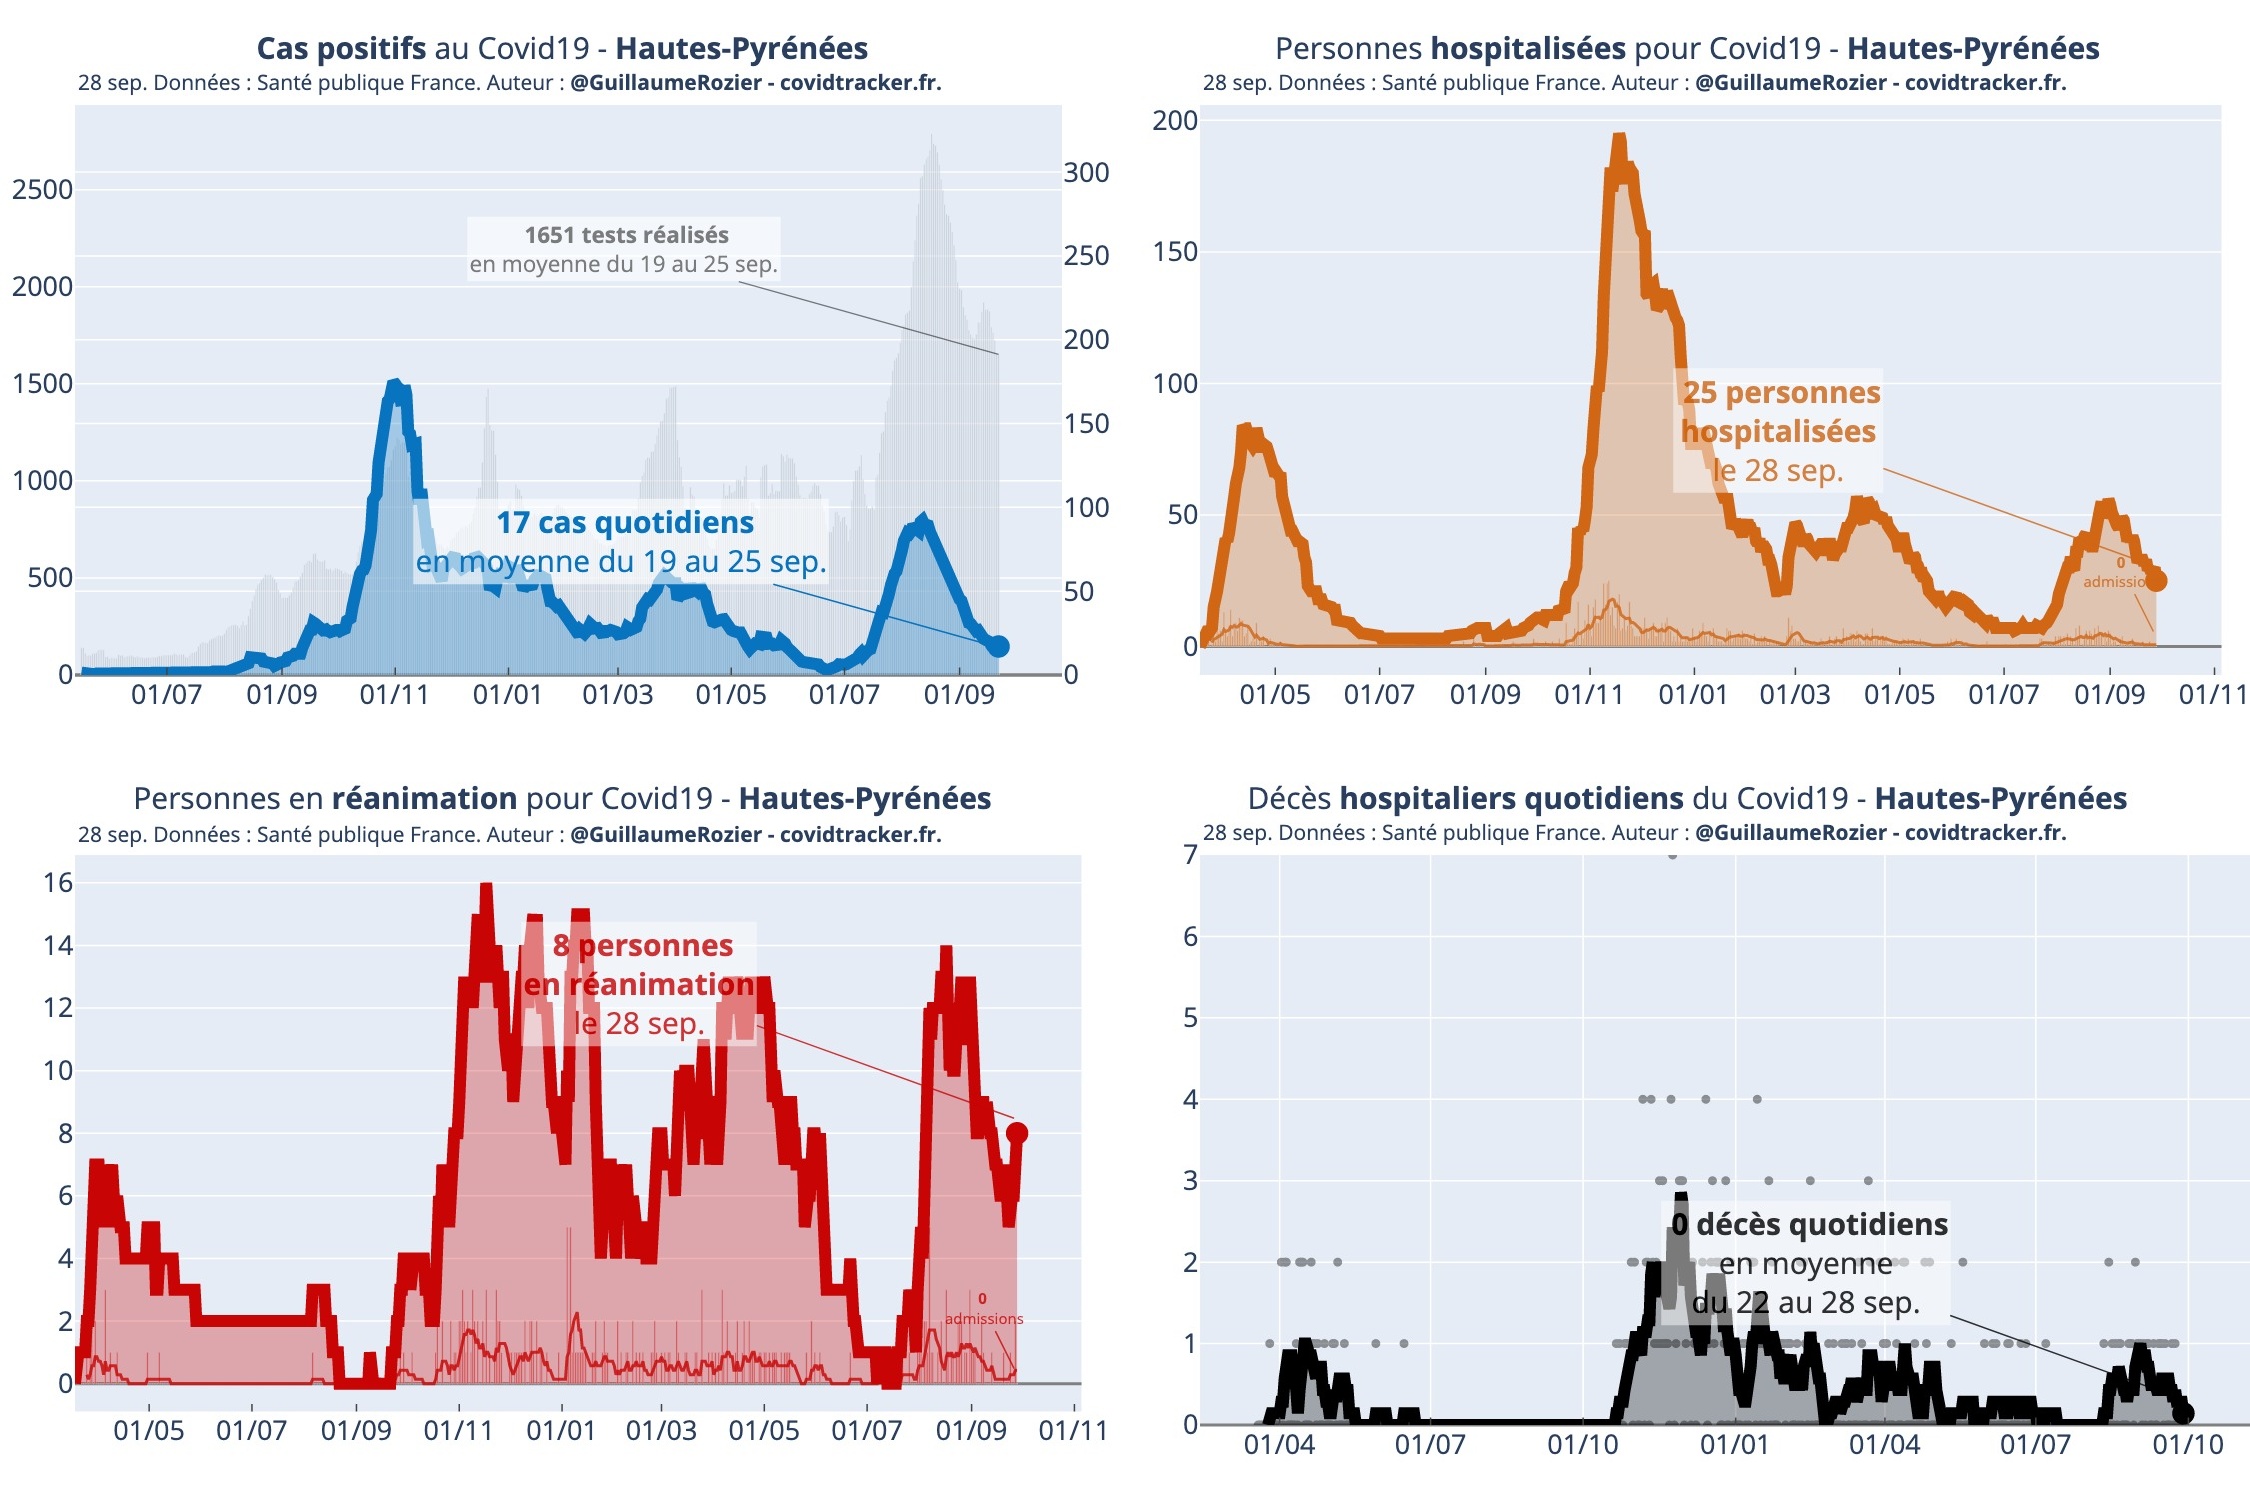 Cas positifs au Covid19 - Hautes-Pyrénées
28 sep. Données : Santé publique France. Auteur : @GuillaumeRozier - covidtracker.fr.
2500
2000
1500
1000
500
0
300
250
200
150
100
50
0
1651 tests réalisés
en moyenne du 19 au 25 sep.
17 cas quotidiens
en moyenne du 19 au 25 sep.
01/07 01/09 01/11 01/01 01/03 01/05 01/07 01/09
Personnes hospitalisées pour Covid19 - Hautes-Pyrénées
28 sep. Données : Santé publique France. Auteur : @GuillaumeRozier - covidtracker.fr.
200
150
100
50
0
25 personnes
hospitalisées
le 28 sep.
0
admissio
01/05 01/07 01/09 01/11 01/01 01/03 01/05 01/07 01/09 01/11
Personnes en réanimation pour Covid19 - Hautes-Pyrénées
28 sep. Données : Santé publique France. Auteur : @GuillaumeRozier - covidtracker.fr.
16
14
12
10
8
6
4
2
0
8 personnes
en réanimation
le 28 sep.
0
admissions
01/05 01/07 01/09 01/11 01/01 01/03 01/05 01/07 01/09 01/11
Décès hospitaliers quotidiens du Covid19 - Hautes-Pyrénées
28 sep. Données : Santé publique France. Auteur : @GuillaumeRozier - covidtracker.fr.
7
6
5
4
3
2
1
0
0 décès quotidiens
en moyenne
du 22 au 28 sep.
01/04 01/07 01/10 01/01 01/04 01/07 01/10